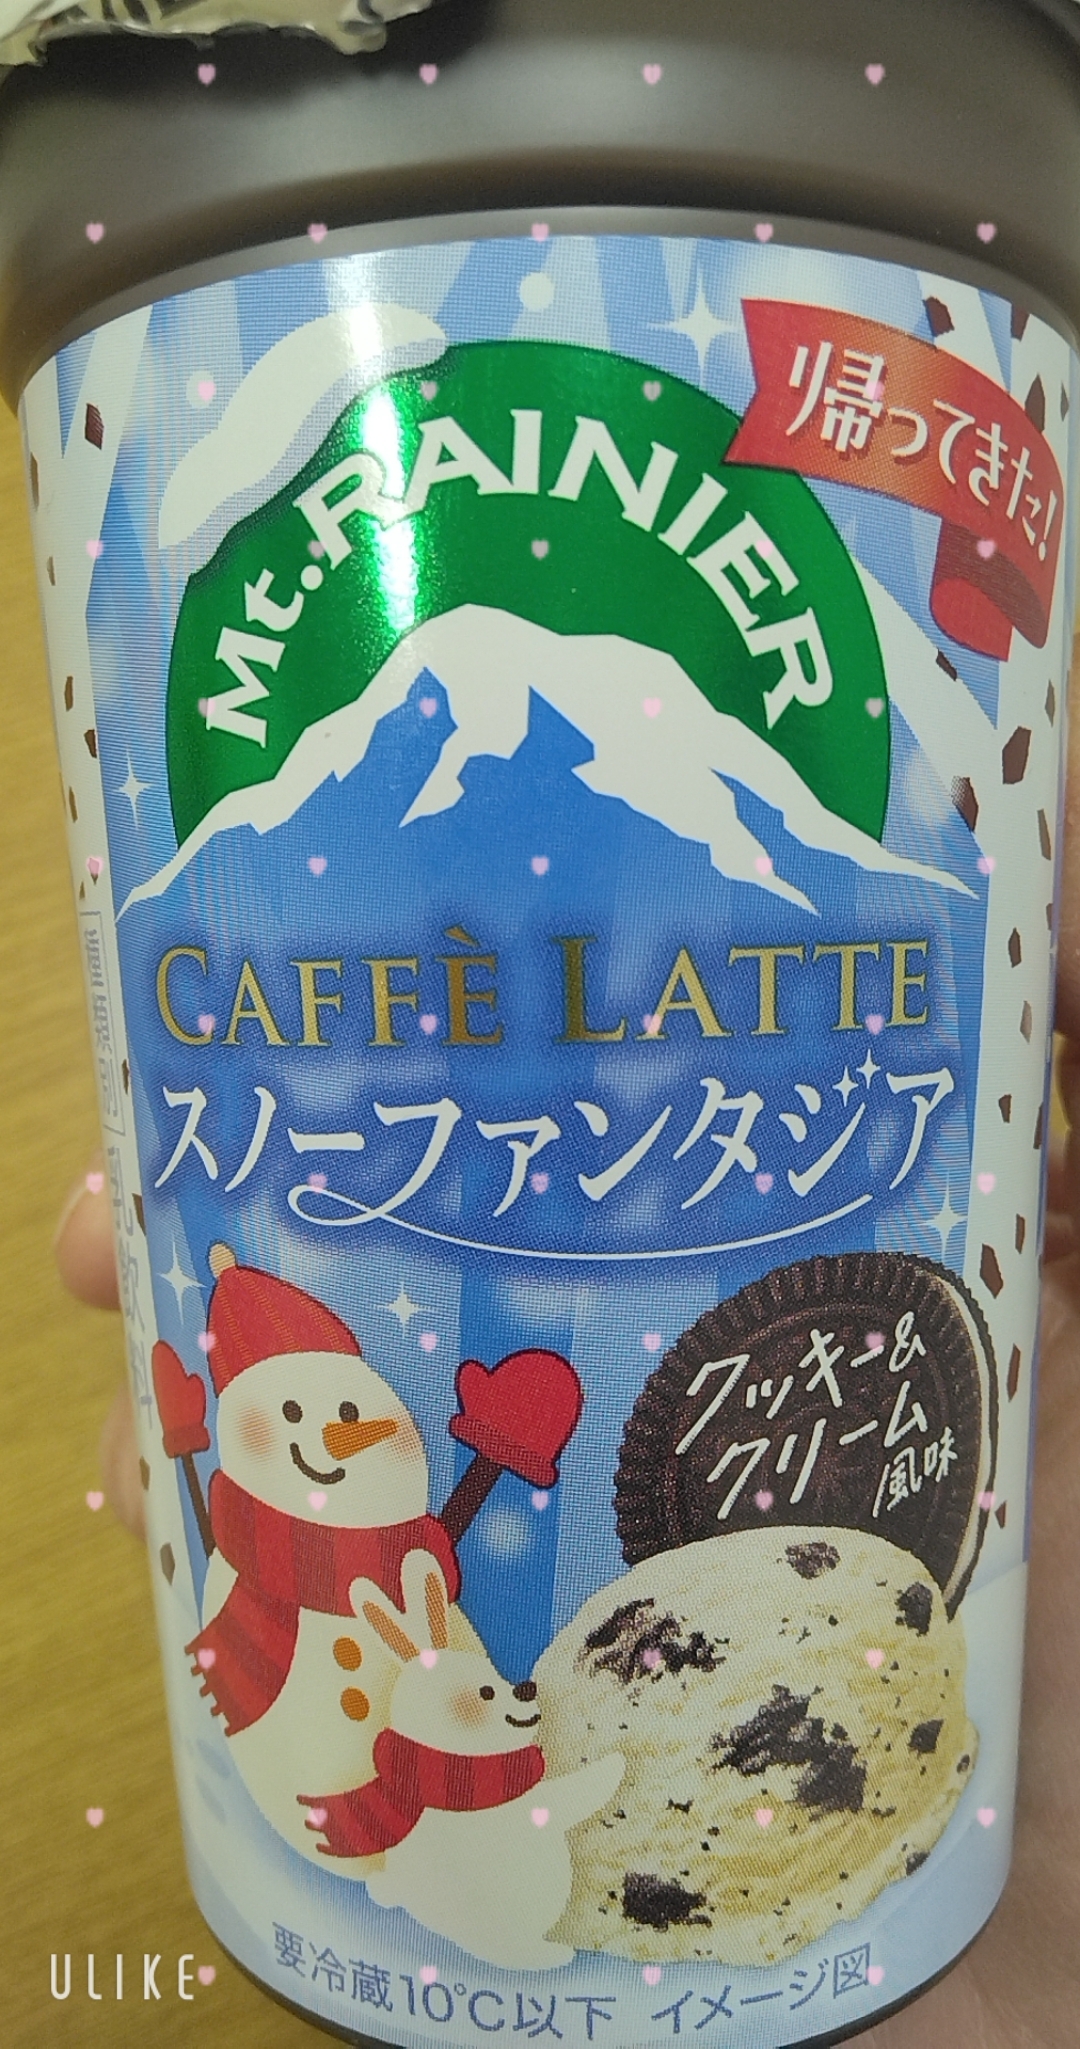 帰ってきた!
Mt. RAINIER
CAFFÈ LATTE
スノーファンタジア
クッキー&
クリーム
風味
乳飲料
要冷蔵10℃以下 イメージ図
ULIKE